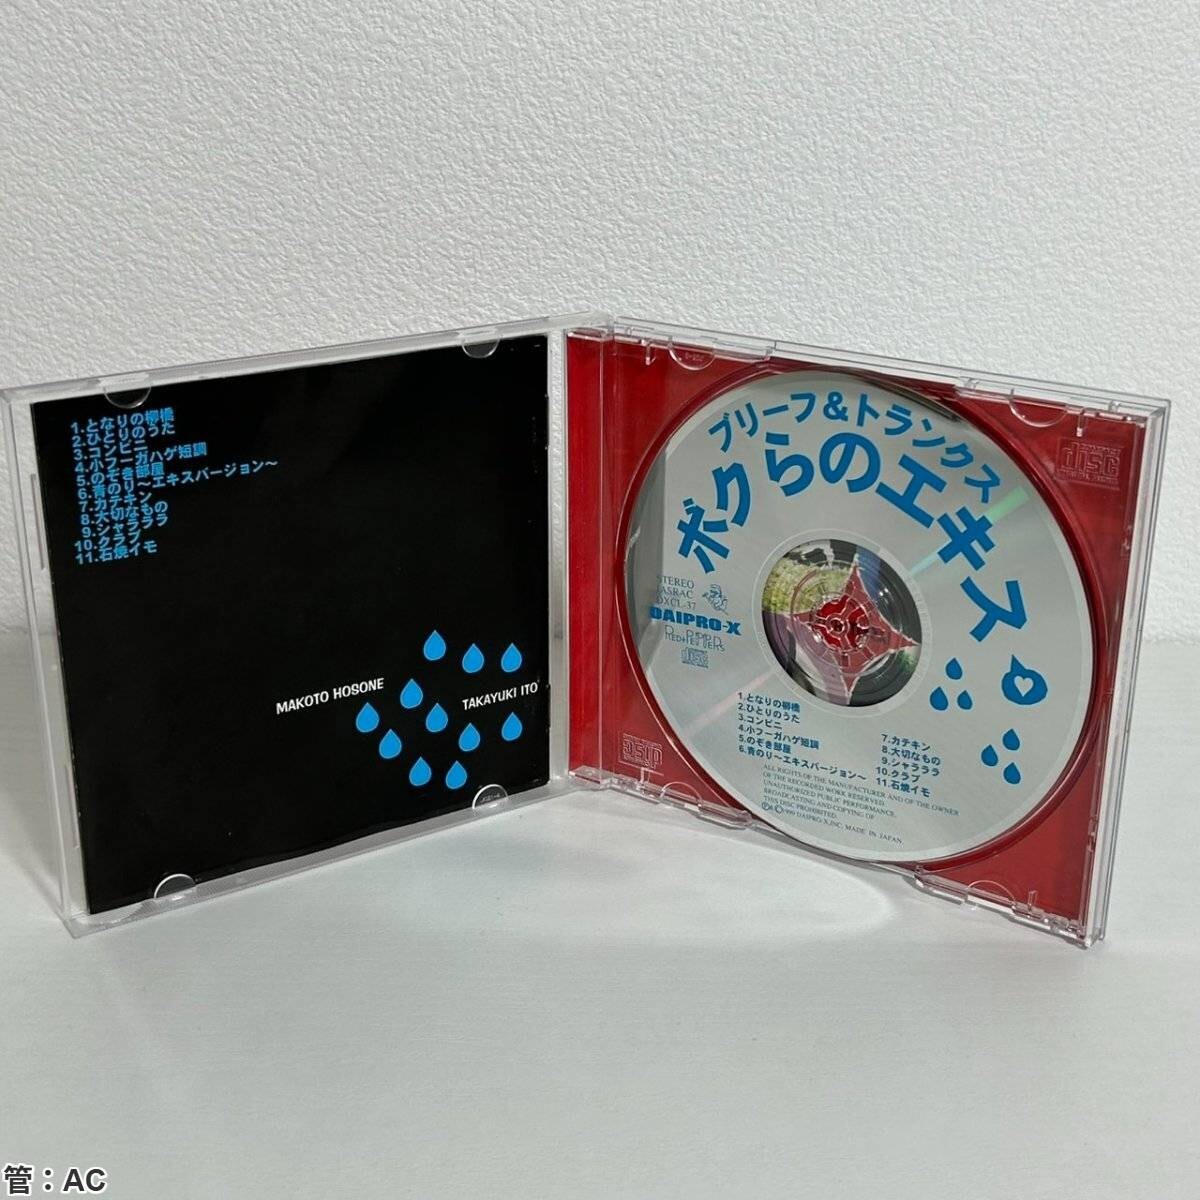 1.となりの柳橋
2.ひとりのうた
3.コンビニ
4.小フーガハゲ短調
5.のぞき部屋
6.青のり〜エキスバージョン〜
7.カテキン
8.大切なもの
9.シャラララ
10.クラブ
11.石焼イモ
MAKOTO HOSONE
TAKAYUKI ITO
ブリーフ&トランクス
ボクらのエキス
STEREO
JASRAC
DXCL-37
DAIPRO-X
RED+PEPPERS
disc
1.となりの柳橋
2.ひとりのうた
3.コンビニ
4.小フーガハゲ短調
5.のぞき部屋
6.青のり〜エキスバージョン〜
7.カテキン
8.大切なもの
9.シャラララ
10.クラブ
11.石焼イモ
ALL RIGHTS OF THE MANUFACTURER AND OF THE OWNER
OF THE RECORDED WORK RESERVED.
UNAUTHORIZED PUBLIC PERFORMANCE,
BROADCASTING AND COPYING OF
THIS DISC PROHIBITED.
Ⓟ©1999 DAIPRO-X,INC. MADE IN JAPAN
disc
disc
管：AC